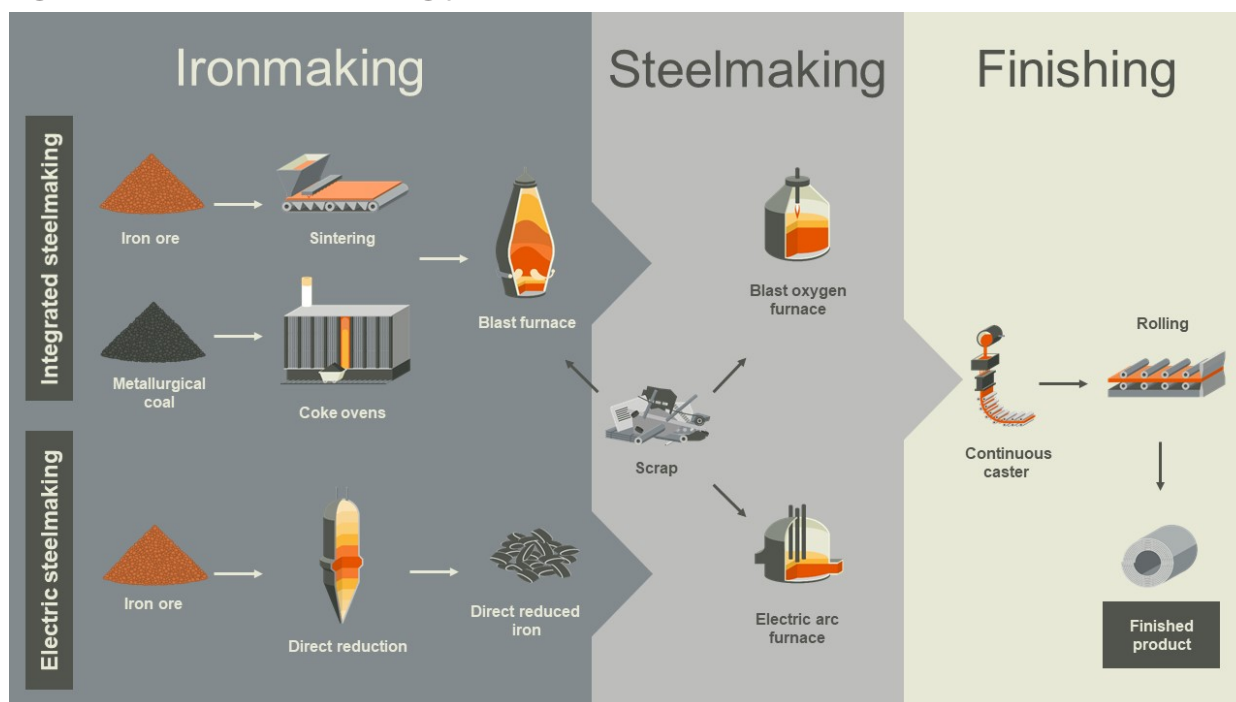 Ironmaking
Steelmaking
Finishing
Integrated steelmaking
Iron ore
Sintering
Blast furnace
Metallurgical
coal
Coke ovens
Blast oxygen
furnace
Scrap
Rolling
Continuous
caster
Electric steelmaking
Iron ore
Direct reduction
Direct reduced
iron
Electric arc
furnace
Finished
product